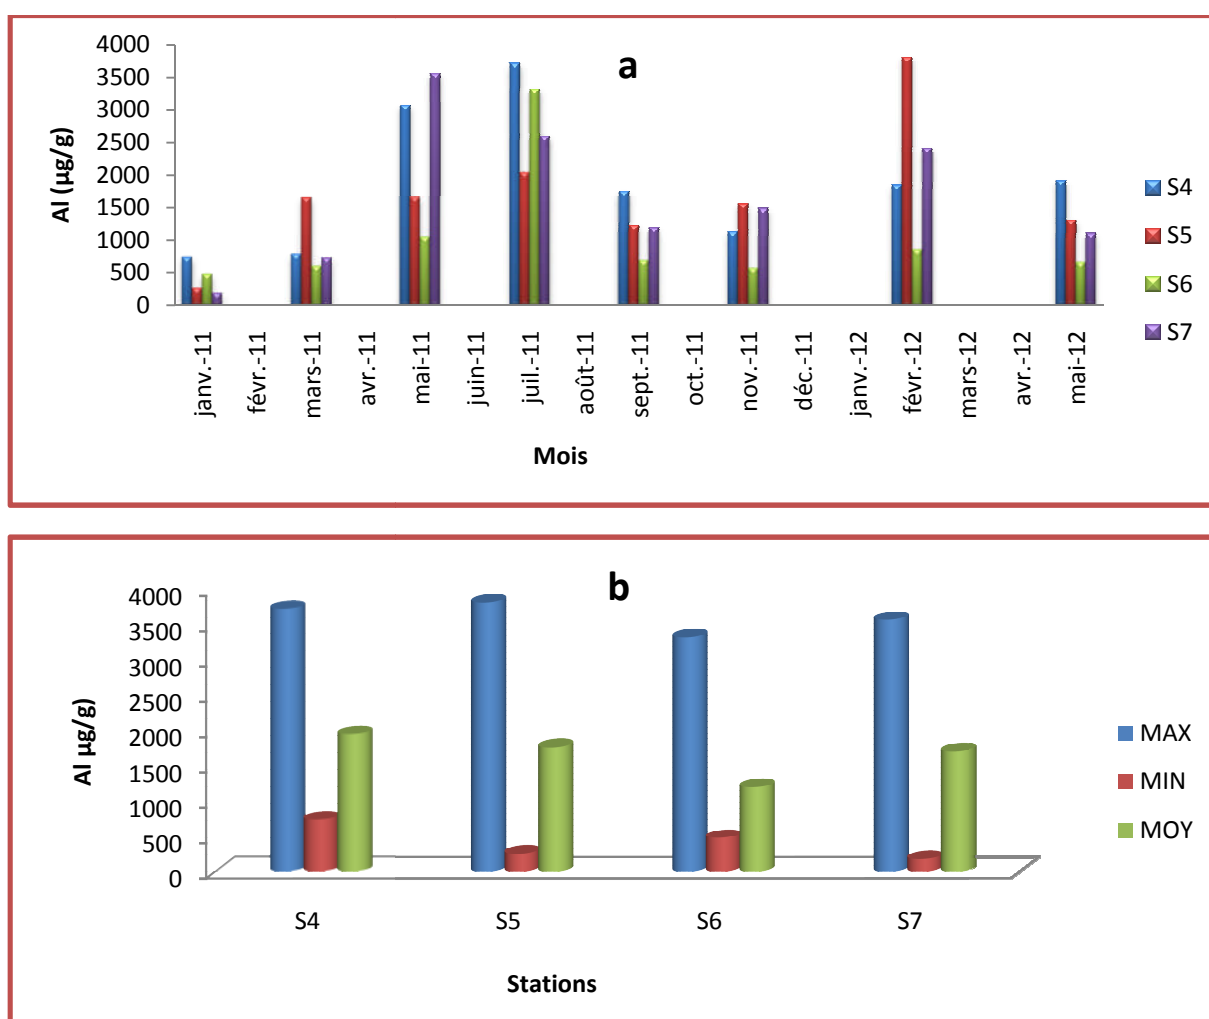 a
4000
3500
3000
2500
2000
1500
1000
500
0
Al (µg/g)
janv.-11
févr.-11
mars-11
avr.-11
mai-11
juin-11
juil.-11
août-11
sept.-11
oct.-11
nov.-11
déc.-11
janv.-12
févr.-12
mars-12
avr.-12
mai-12
Mois
S4
S5
S6
S7
b
4000
3500
3000
2500
2000
1500
1000
500
0
Al µg/g)
S4 S5 S6 S7
Stations
MAX
MIN
MOY